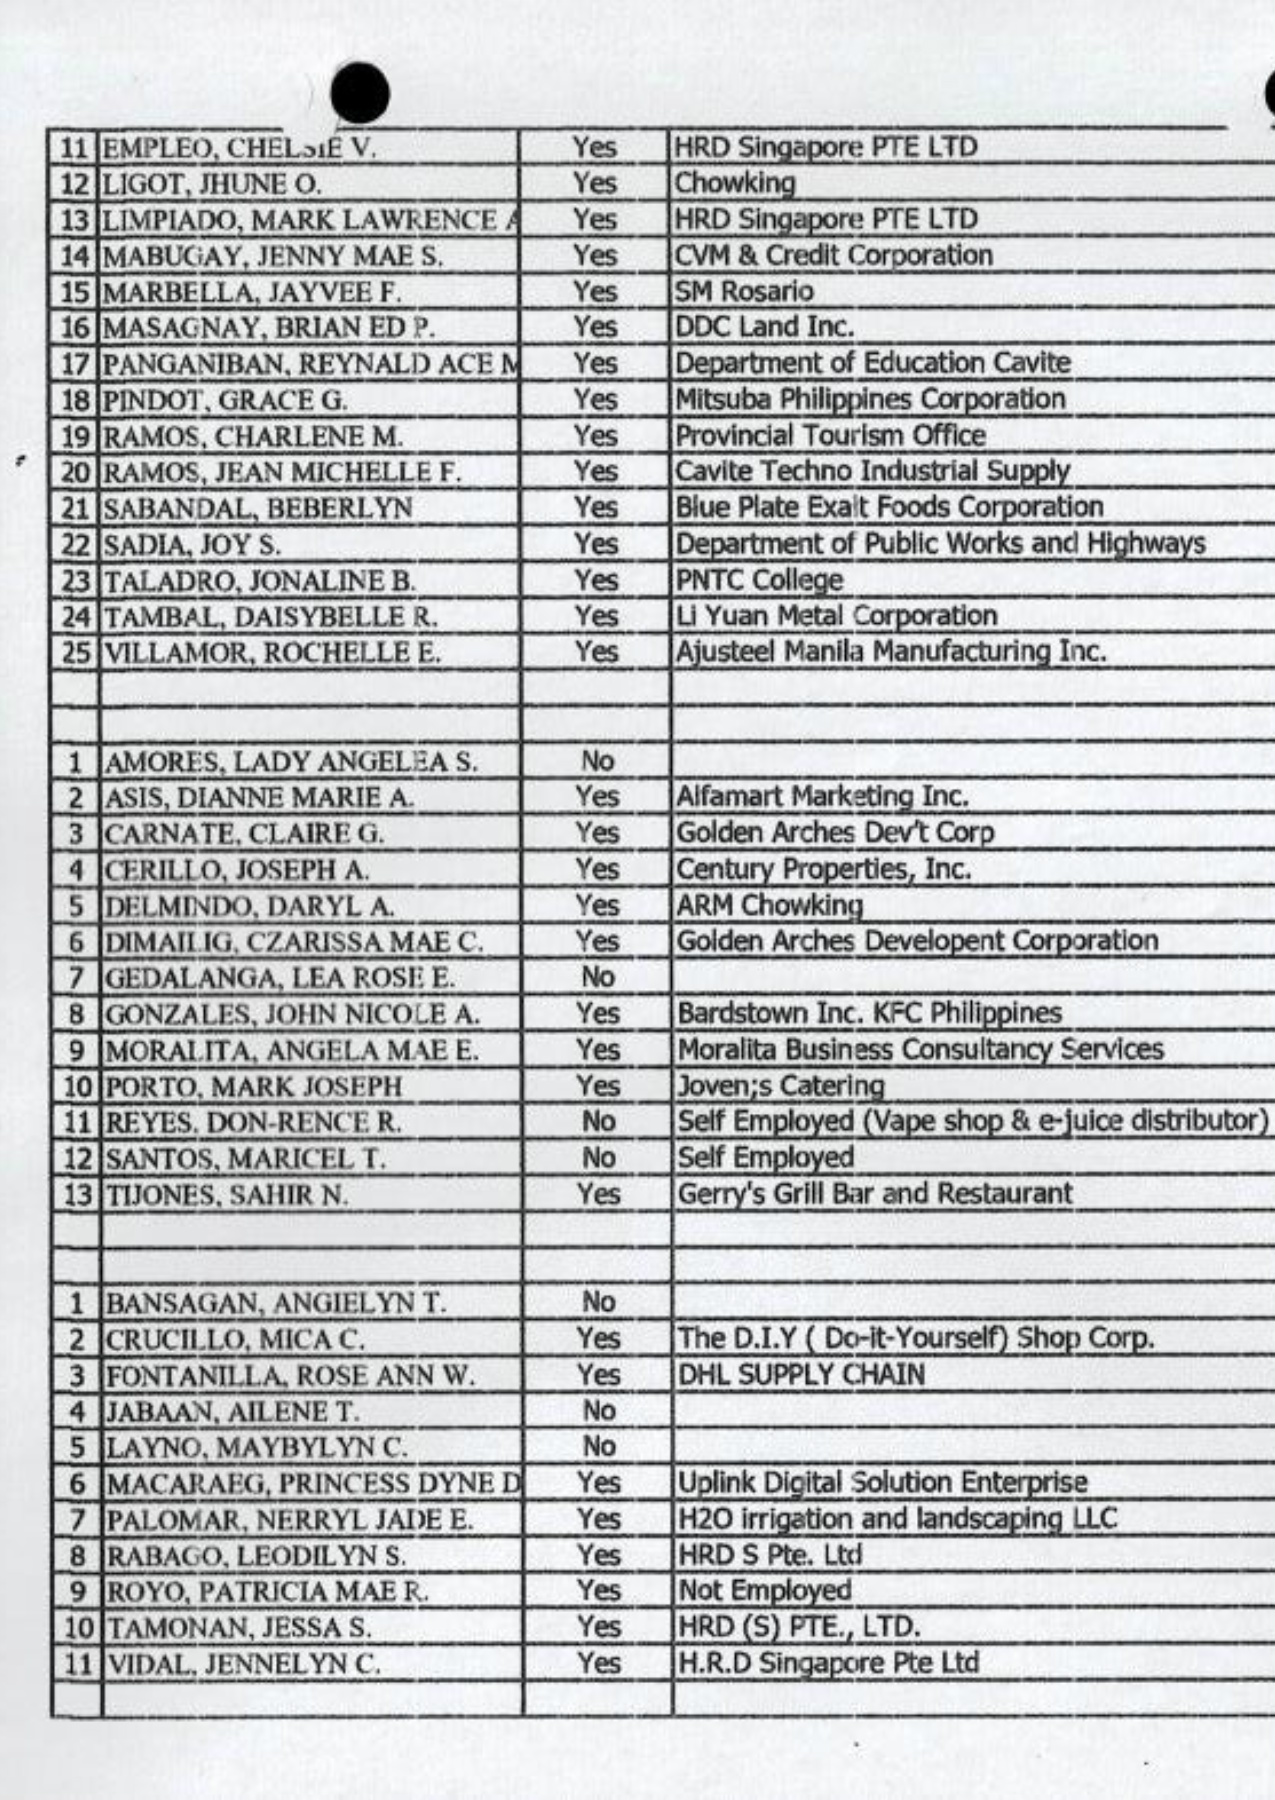 11 EMPLEO, CHELSIE V. Yes HRD Singapore PTE LTD
12 LIGOT, JHUNE O. Yes Chowking
13 LIMPIADO, MARK LAWRENCE A Yes HRD Singapore PTE LTD
14 MABUGAY, JENNY MAE S. Yes CVM & Credit Corporation
15 MARBELLA, JAYVEE F. Yes SM Rosario
16 MASAGNAY, BRIAN ED P. Yes DDC Land Inc.
17 PANGANIBAN, REYNALD ACE M Yes Department of Education Cavite
18 PINDOT, GRACE G. Yes Mitsuba Philippines Corporation
19 RAMOS, CHARLENE M. Yes Provincial Tourism Office
20 RAMOS, JEAN MICHELLE F. Yes Cavite Techno Industrial Supply
21 SABANDAL, BEBERLYN Yes Blue Plate Exalt Foods Corporation
22 SADIA, JOY S. Yes Department of Public Works and Highways
23 TALADRO, JONALINE B. Yes PNTC College
24 TAMBAL, DAISYBELLE R. Yes Li Yuan Metal Corporation
25 VILLAMOR, ROCHELLE E. Yes Ajusteel Manila Manufacturing Inc.
1 AMORES, LADY ANGELEA S. No
2 ASIS, DIANNE MARIE A. Yes Alfamart Marketing Inc.
3 CARNATE, CLAIRE G. Yes Golden Arches Dev't Corp
4 CERILLO, JOSEPH A. Yes Century Properties, Inc.
5 DELMINDO, DARYL A. Yes ARM Chowking
6 DIMAILIG, CZARISSA MAE C. Yes Golden Arches Developent Corporation
7 GEDALANGA, LEA ROSE E. No
8 GONZALES, JOHN NICOLE A. Yes Bardstown Inc. KFC Philippines
9 MORALITA, ANGELA MAE E. Yes Moralita Business Consultancy Services
10 PORTO, MARK JOSEPH Yes Joven;s Catering
11 REYES, DON-RENCE R. No Self Employed (Vape shop & e-juice distributor)
12 SANTOS, MARICEL T. No Self Employed
13 TIJONES, SAHIR N. Yes Gerry's Grill Bar and Restaurant
1 BANSAGAN, ANGIELYN T. No
2 CRUCILLO, MICA C. Yes The D.I.Y ( Do-it-Yourself) Shop Corp.
3 FONTANILLA, ROSE ANN W. Yes DHL SUPPLY CHAIN
4 JABAAN, AILENE T. No
5 LAYNO, MAYBYLYN C. No
6 MACARAEG, PRINCESS DYNE D Yes Uplink Digital Solution Enterprise
7 PALOMAR, NERRYL JADE E. Yes H2O irrigation and landscaping LLC
8 RABAGO, LEODILYN S. Yes HRD S Pte. Ltd
9 ROYO, PATRICIA MAE R. Yes Not Employed
10 TAMONAN, JESSA S. Yes HRD (S) PTE., LTD.
11 VIDAL, JENNELYN C. Yes H.R.D Singapore Pte Ltd